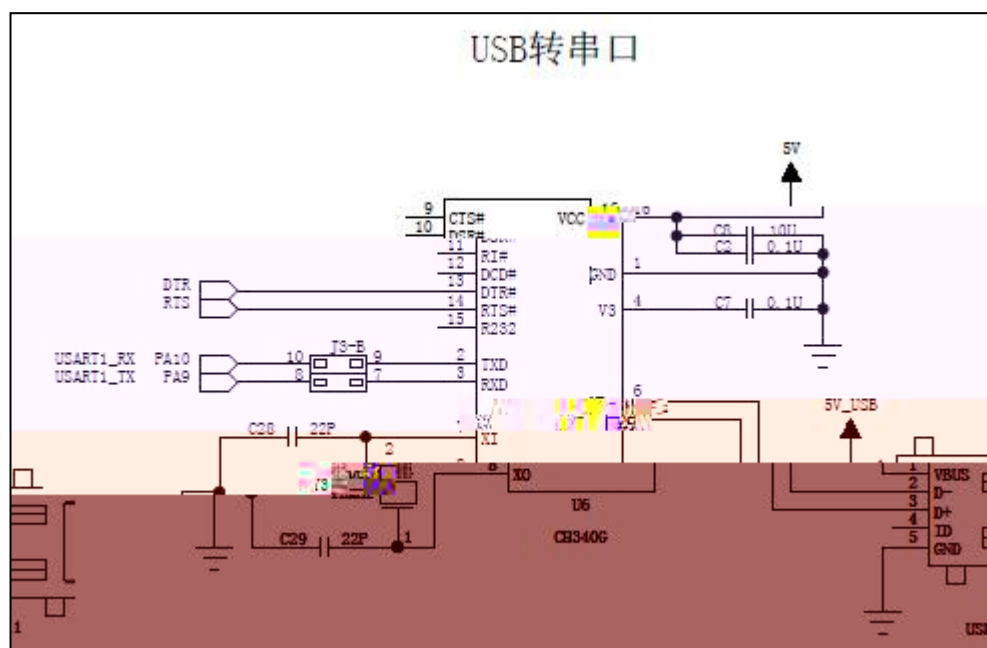 USB转串口
5V
9 CTS# VCC
10
11
12 RI#
13 DCD# GND 1
DTR DTR#
RTS 14 RTS# V3 4 C7 0.1U
15 R232
C2 0.1U
10U
J3-B
USART1_RX PA10 10 9 2 TXD
USART1_TX PA9 8 7 3 RXD
6
5V_USB
C28 22P XI
2
8 XO
1 VBUS
2 D-
3 D+
4 ID
5 GND
U6
C29 22P 1 CH340G
1